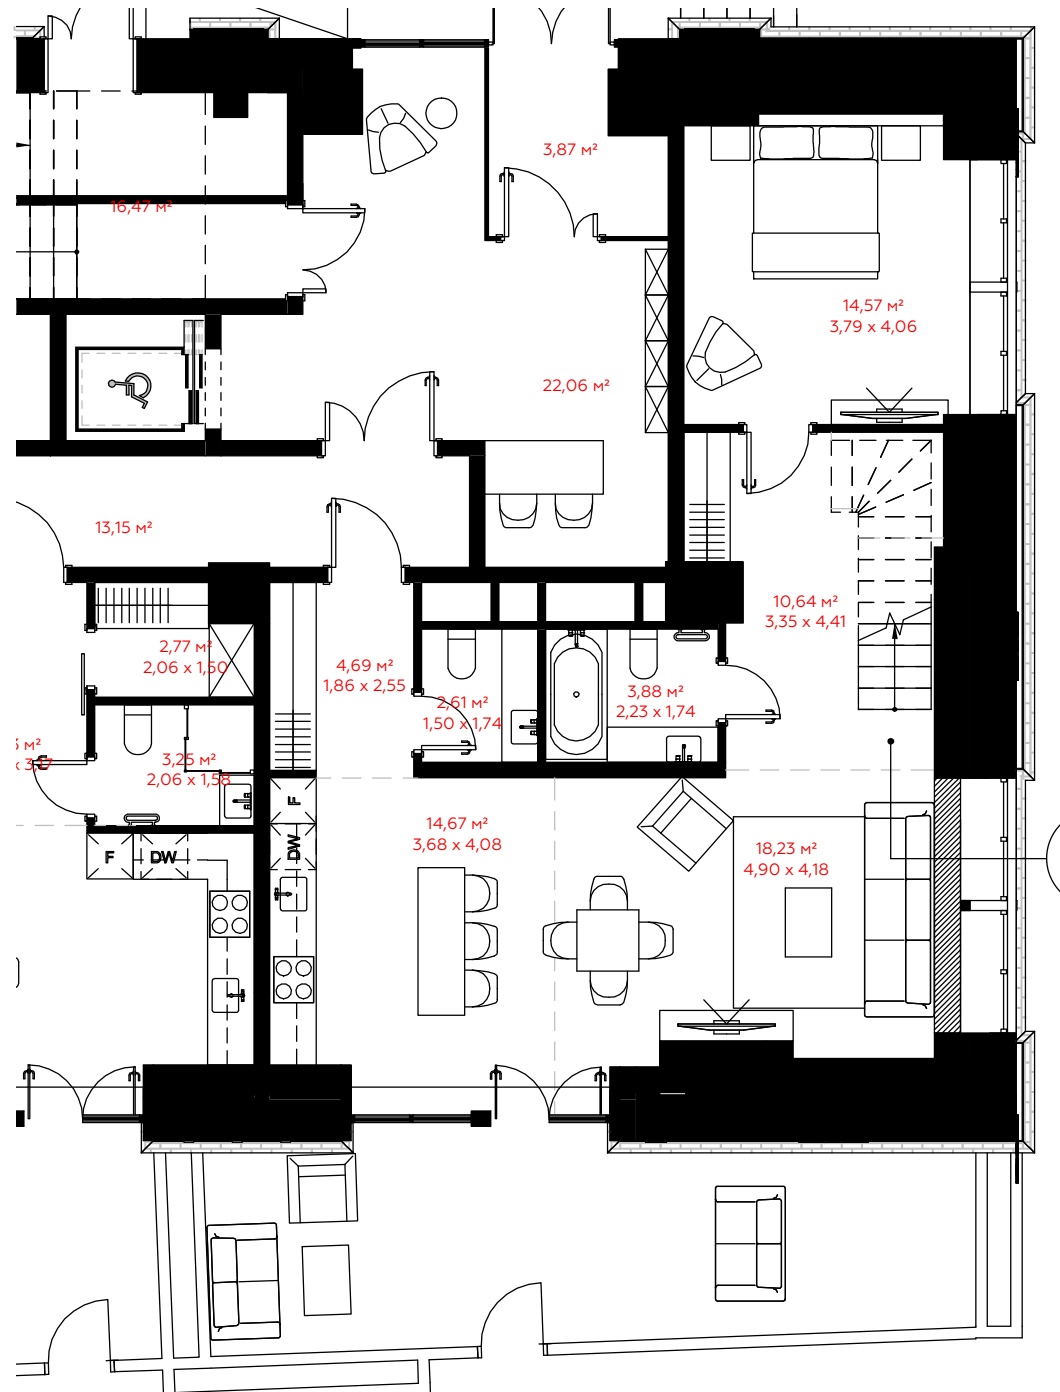 3,87 м²
16,47 м²
14,57 м²
3,79 x 4,06
22,06 м²
13,15 м²
10,64 м²
3,35 x 4,41
2,77 м²
2,06 x 1,50
4,69 м²
1,86 x 2,55
2,61 м²
1,50 x 1,74
3,88 м²
2,23 x 1,74
3 м²
3,25 м²
2,06 x 1,58
F
14,67 м²
3,68 x 4,08
DW
18,23 м²
4,90 x 4,18
F
DW